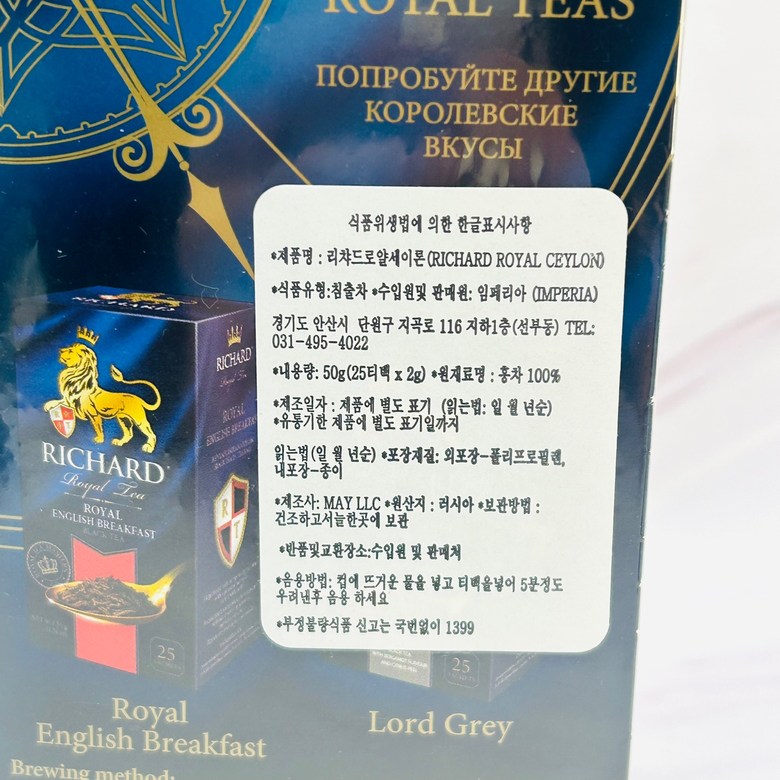 ROYAL TEAS
ПОПРОБУЙТЕ ДРУГИЕ
КОРОЛЕВСКИЕ
ВКУСЫ
식품위생법에 의한 한글표시사항
*제품명 : 리챠드로얄세이론(RICHARD ROYAL CEYLON)
*식품유형:침출차 *수입원및 판매원: 임페리아 (IMPERIA)
경기도 안산시 단원구 지곡로 116 지하1층(선부동) TEL:
031-495-4022
*내용량: 50g(25티백 x 2g) *원재료명 : 홍차 100%
*제조일자 : 제품에 별도 표기 (읽는법: 일 월 년순)
*유통기한 제품에 별도 표기일까지
읽는법(일 월 년순) *포장재질: 외포장-폴리프로필렌,
내포장-종이
*제조사: MAY LLC *원산지 : 러시아 *보관방법 :
건조하고서늘한곳에 보관
*반품및교환장소;수입원 및 판매처
*음용방법: 컵에 뜨거운 물을 넣고 티백을넣어 5분정도
우려낸후 음용 하세요
*부정불량식품 신고는 국번없이 1399
RICHARD
Royal Tea
ROYAL
ENGLISH BREAKFAST
BLACK TEA
25
RICHARD
Royal Tea
ROYAL
ENGLISH BREAKFAST
R T
25
Royal
English Breakfast
Lord Grey
Brewing method: